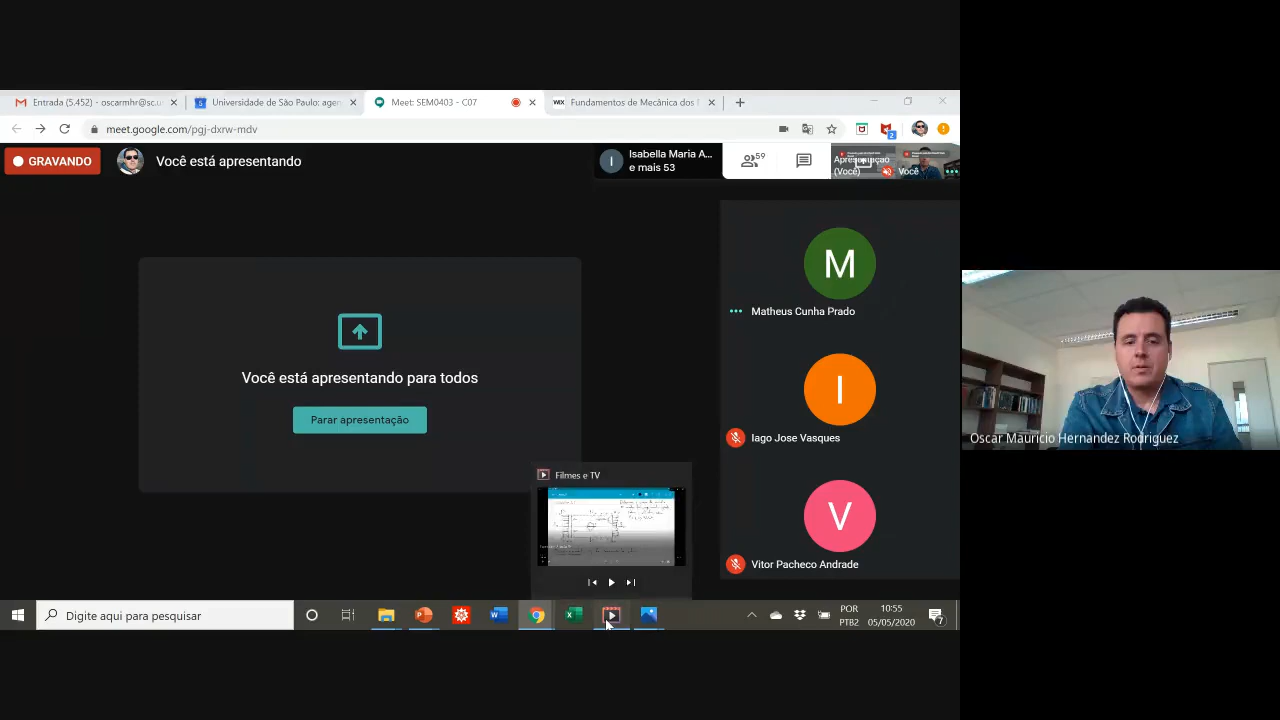 Entrada (5.452) - oscarmhr@sc.u
Universidade de São Paulo: agen
Meet: SEM0403 - C07
WIX
Fundamentos de Mecânica dos
meet.google.com/pgj-dxrw-mdv
2
GRAVANDO
Você está apresentando
I
Isabella Maria A...
e mais 53
59
Apresentação
(Você)
Você
M
Matheus Cunha Prado
I
Iago Jose Vasques
V
Vitor Pacheco Andrade
Você está apresentando para todos
Parar apresentação
Filmes e TV
Oscar Mauricio Hernandez Rodriguez
Digite aqui para pesquisar
POR
PTB2
10:55
05/05/2020
7